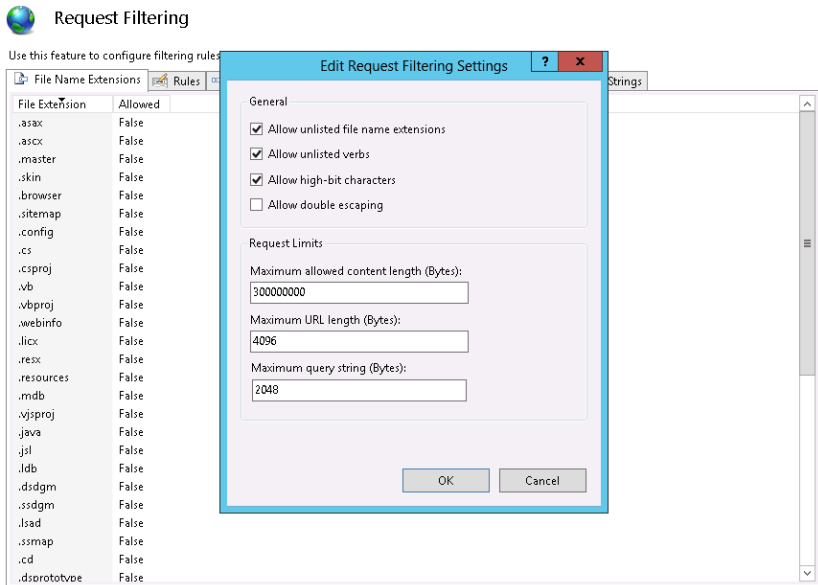 Request Filtering
Use this feature to configure filtering rules
File Name Extensions
Rules
Strings
File Extension Allowed
.asax False
.ascx False
.master False
.skin False
.browser False
.sitemap False
.config False
.cs False
.csproj False
.vb False
.vbproj False
.webinfo False
.licx False
.resx False
.resources False
.mdb False
.vjsproj False
.java False
.jsl False
.ldb False
.dsdgm False
.ssdgm False
.lsad False
.ssmap False
.cd False
.dsprototype False
Edit Request Filtering Settings
? x
General
Allow unlisted file name extensions
Allow unlisted verbs
Allow high-bit characters
Allow double escaping
Request Limits
Maximum allowed content length (Bytes):
300000000
Maximum URL length (Bytes):
4096
Maximum query string (Bytes):
2048
OK
Cancel